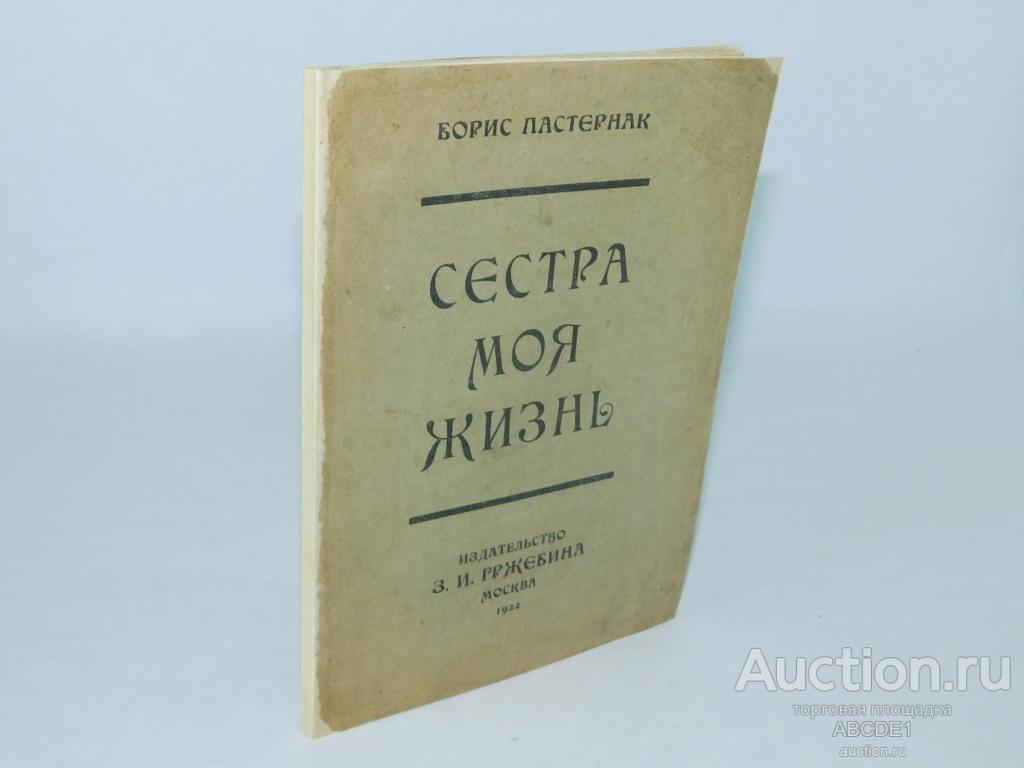 БОРИС ПАСТЕРНАК
СЕСТРА
МОЯ
ЖИЗНЬ
ИЗДАТЕЛЬСТВО
З. И. ГРЖЕБИНА
МОСКВА
1922
Auction.ru
торговая площадка
ABCDE1
auction.ru